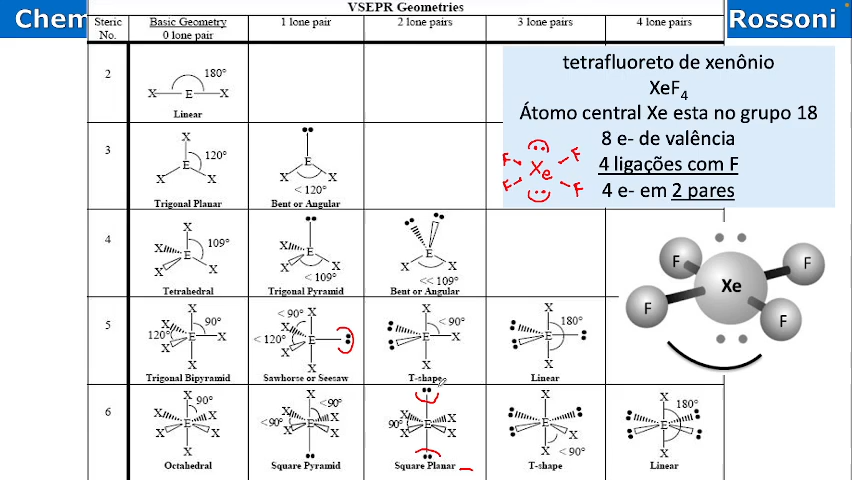 Chem
VSEPR Geometries
Rossoni
Steric No.
Basic Geometry 0 lone pair
1 lone pair
2 lone pairs
3 lone pairs
4 lone pairs
tetrafluoreto de xenônio
XeF4
Átomo central Xe esta no grupo 18
8 e- de valência
4 ligações com F
4 e- em 2 pares
F Xe F
F F
2
180°
X E X
Linear
3
X
E 120°
X X
Trigonal Planar
E
X X
< 120°
Bent or Angular
4
X
109°
X E
X X
Tetrahedral
X E
X X
< 109°
Trigonal Pyramid
E
X X
<< 109°
Bent or Angular
F F
Xe
F F
5
X
X 90°
120° E X
X
X
Trigonal Bipyramid
< 90° X
X
< 120° E
X
X
Sawhorse or Seesaw
X
< 90°
E X
X
T-shape
X
180°
E
X
Linear
6
X 90°
X X
E
X X
X
Octahedral
X <90°
X X
<90° E
X X
Square Pyramid
X X
90° E
X X
Square Planar
X
E
X X
< 90°
T-shape
X 180°
E
X
Linear